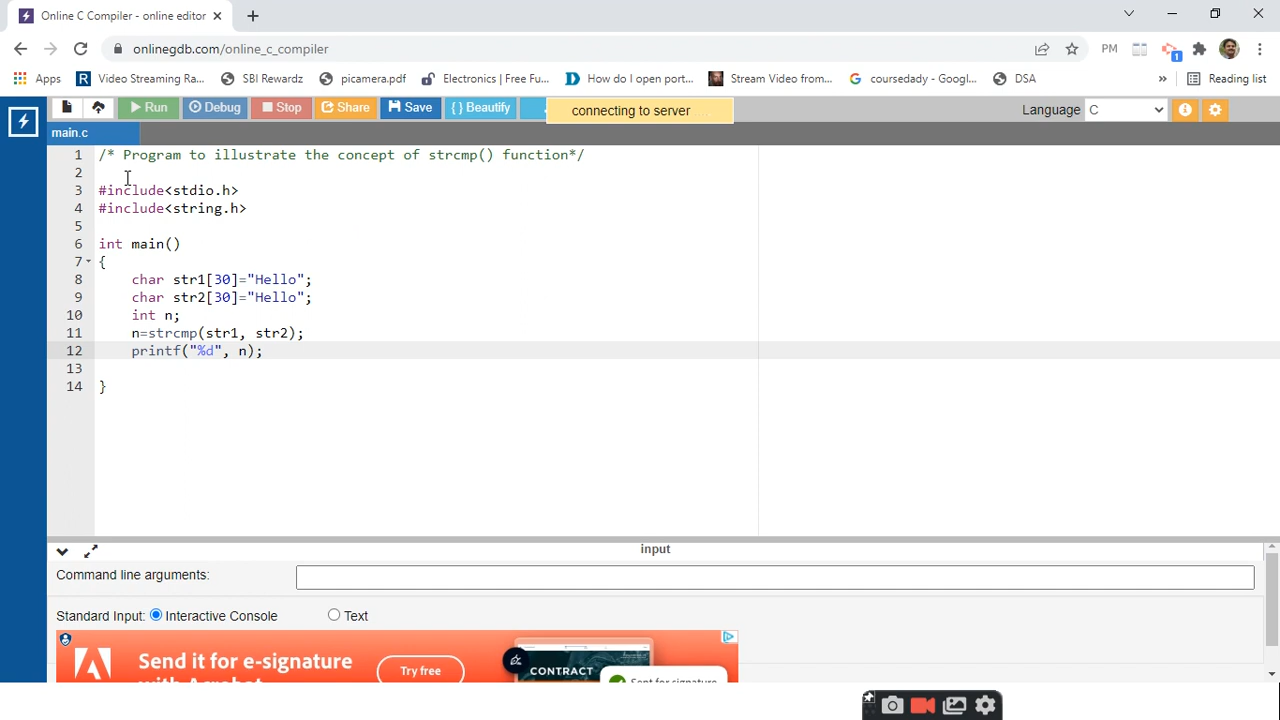 Online C Compiler - online editor
onlinegdb.com/online_c_compiler
PM
1
Apps
Video Streaming Ra...
SBI Rewardz
picamera.pdf
Electronics | Free Fu...
How do I open port...
Stream Video from...
coursedady - Googl...
DSA
»
Reading list
Run
Debug
Stop
Share
Save
{ } Beautify
connecting to server
Language
C
main.c
1 /* Program to illustrate the concept of strcmp() function*/
2
3 #include<stdio.h>
4 #include<string.h>
5
6 int main()
7 {
8 char str1[30]="Hello";
9 char str2[30]="Hello";
10 int n;
11 n=strcmp(str1, str2);
12 printf("%d", n);
13
14 }
input
Command line arguments:
Standard Input: Interactive Console Text
Send it for e-signature
Try free
CONTRACT